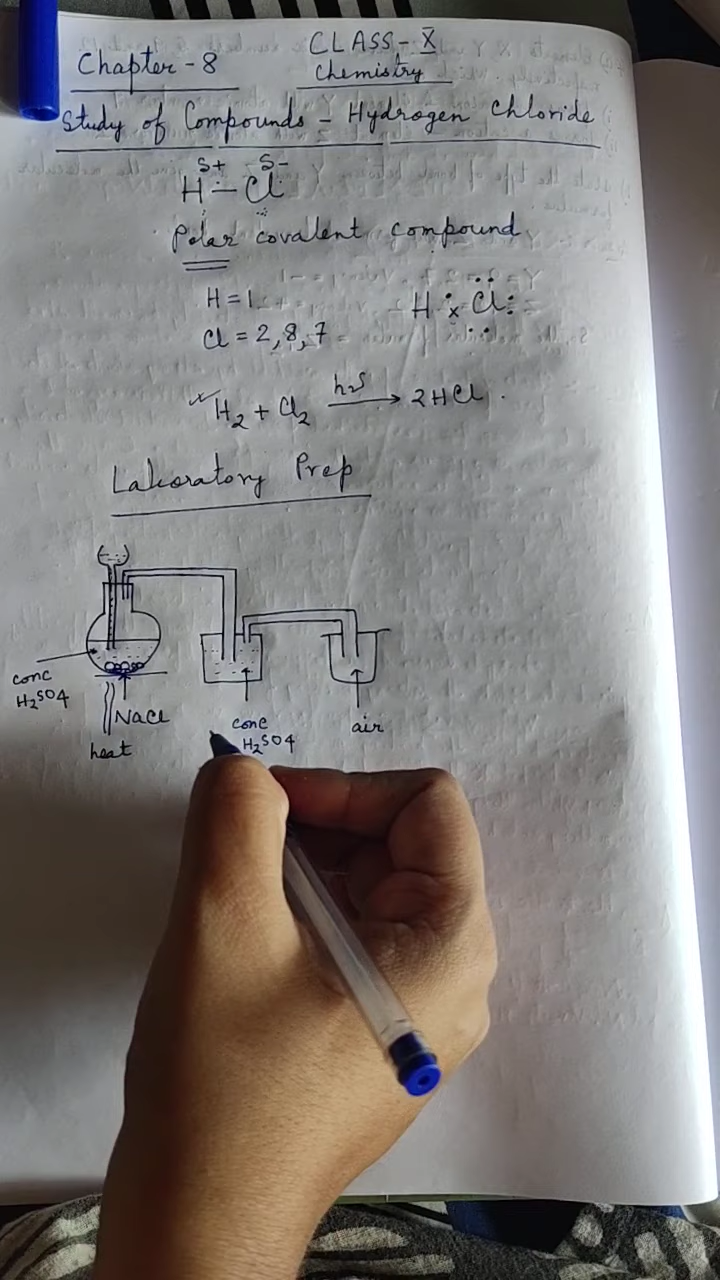 CLASS - X
Chapter - 8
Chemistry
Study of Compounds - Hydrogen Chloride
S+ S-
H - Cl
Polar covalent compound
H = 1
H Cl
x
Cl = 2, 8, 7
H2 + Cl2 hν → 2HCl .
Laboratory Prep
conc
H2SO4
NaCl
heat
conc
H2SO4
air